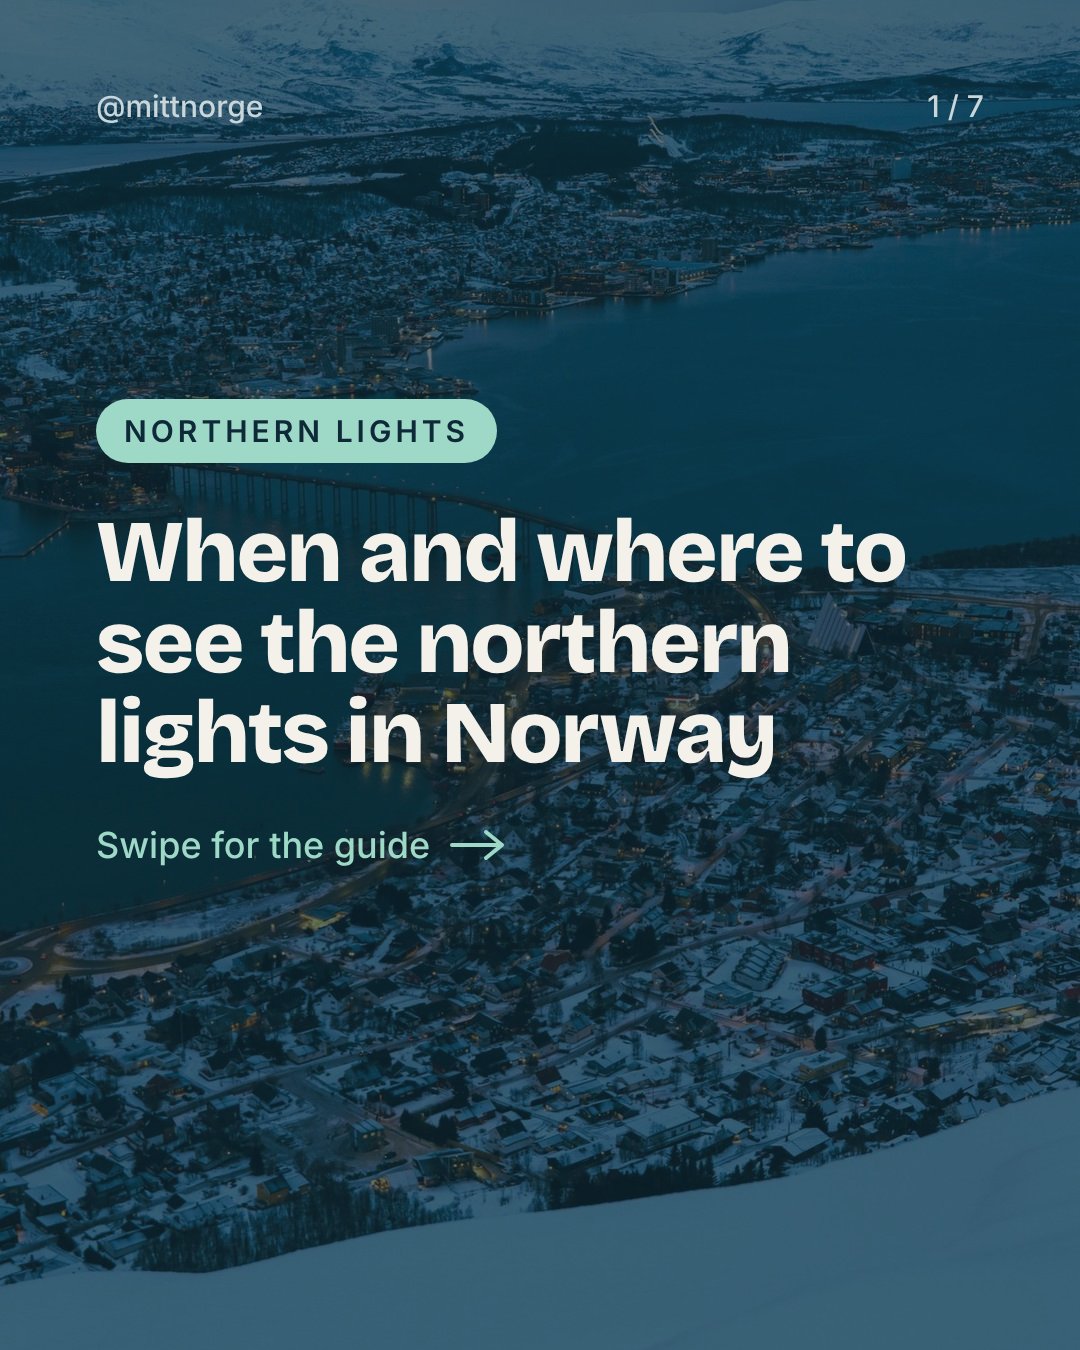 @mittnorge
1 / 7
NORTHERN LIGHTS
When and where to
see the northern
lights in Norway
Swipe for the guide